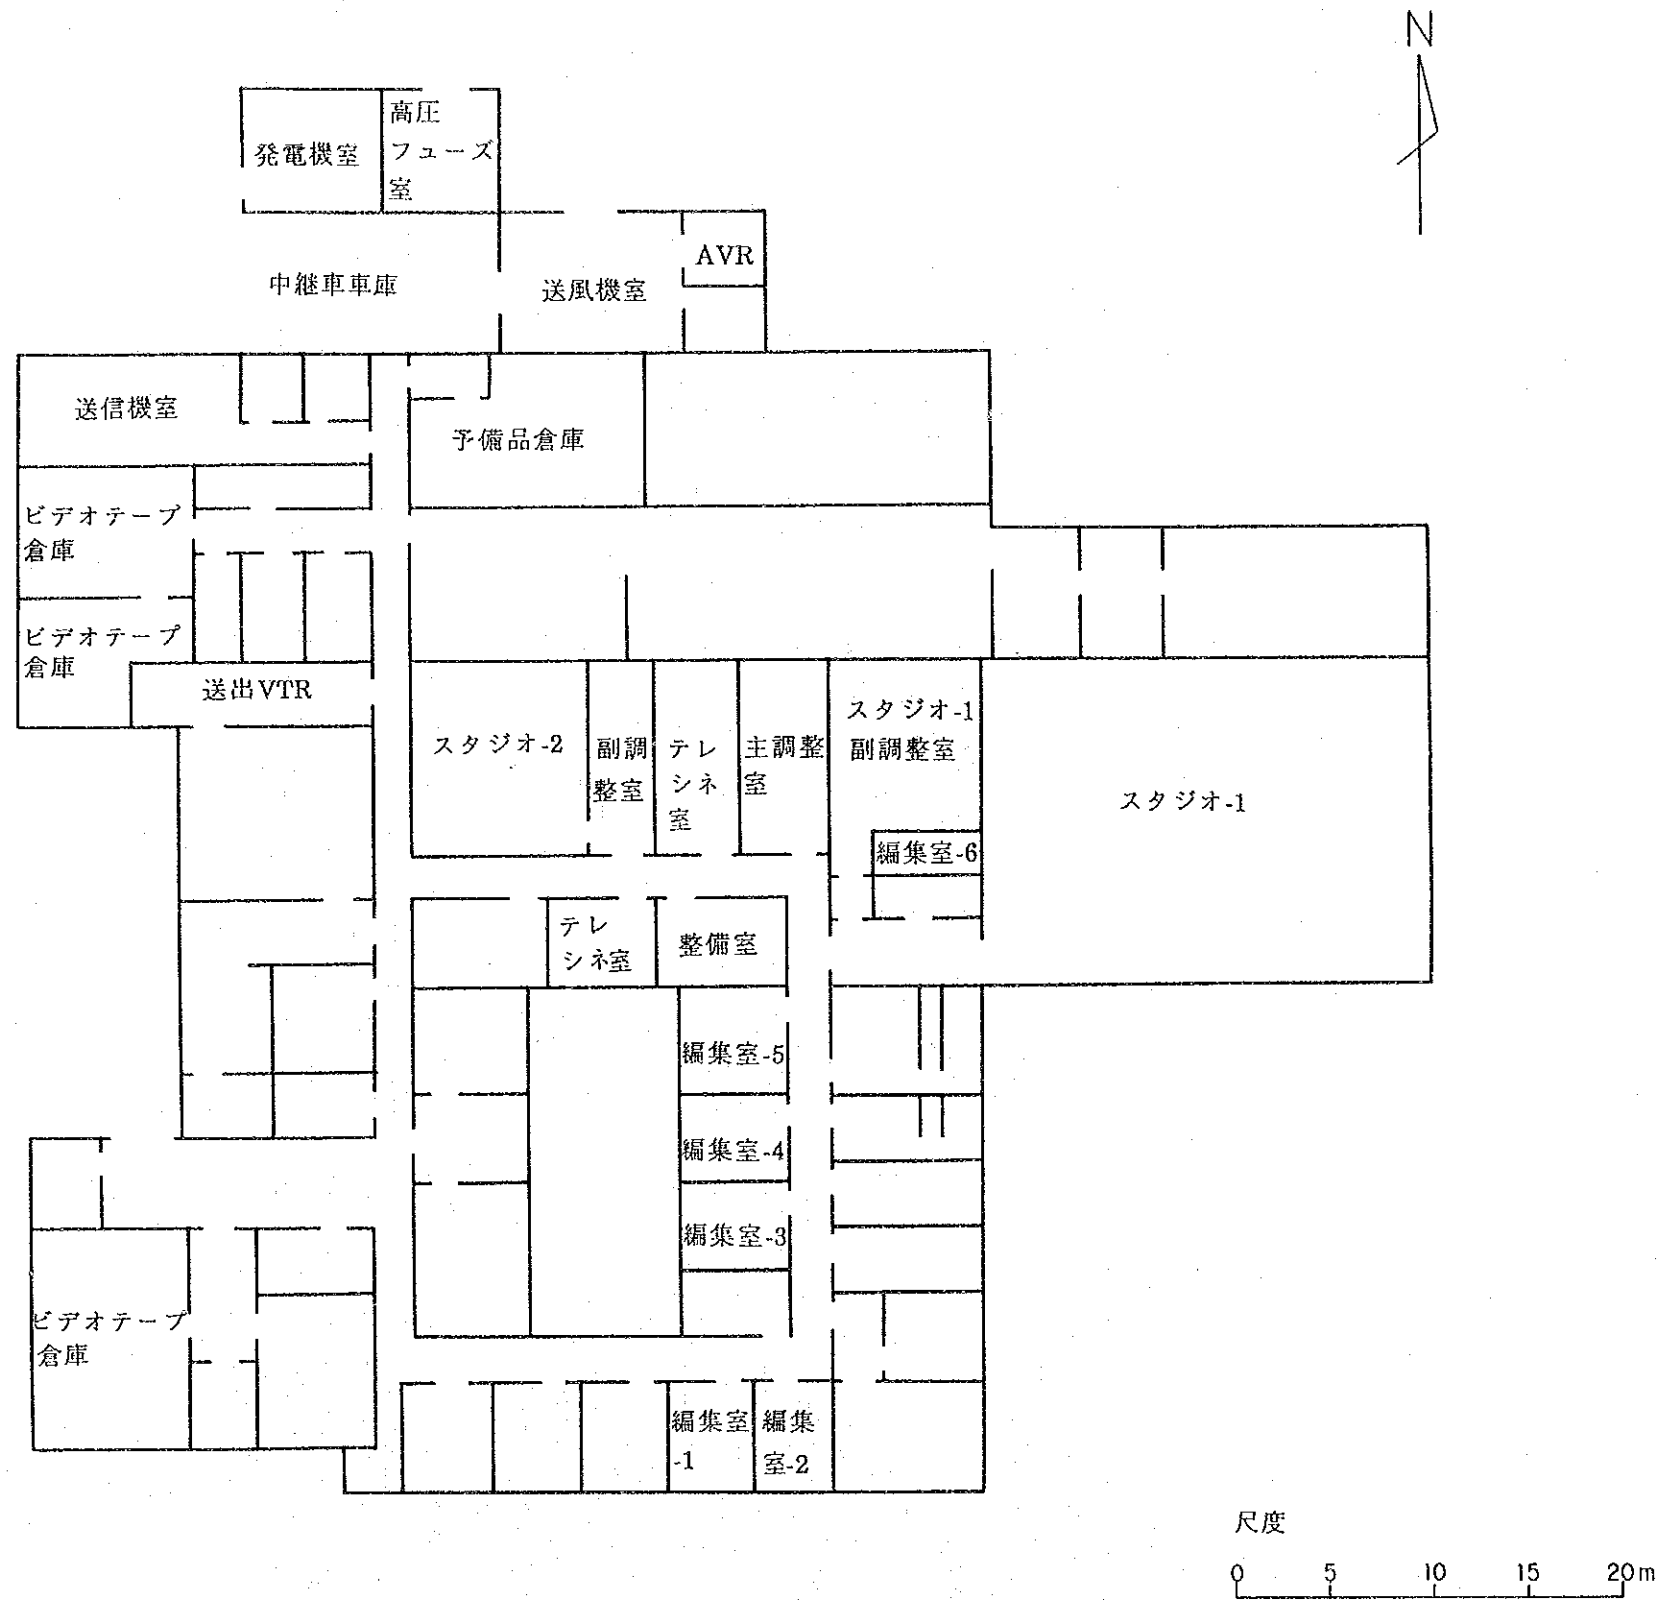 N
高圧
フューズ
室
発電機室
AVR
中継車車庫
送風機室
送信機室
予備品倉庫
ビデオテープ
倉庫
ビデオテープ
倉庫
送出VTR
スタジオ-2
副調
整室
テレ
シネ
室
主調整
室
スタジオ-1
副調整室
スタジオ-1
編集室-6
テレ
シネ室
整備室
編集室-5
編集室-4
編集室-3
ビデオテープ
倉庫
編集室
-1
編集
室-2
尺度
0 5 10 15 20m